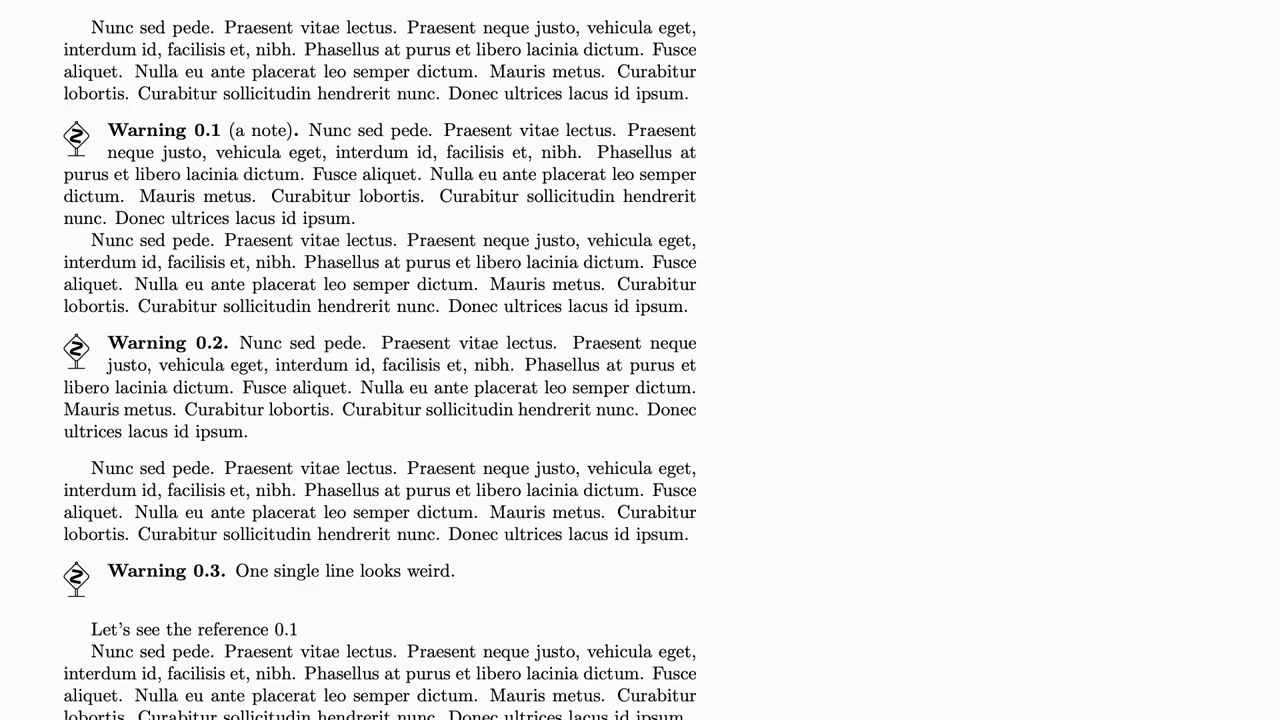 Nunc sed pede. Praesent vitae lectus. Praesent neque justo, vehicula eget,
interdum id, facilisis et, nibh. Phasellus at purus et libero lacinia dictum. Fusce
aliquet. Nulla eu ante placerat leo semper dictum. Mauris metus. Curabitur
lobortis. Curabitur sollicitudin hendrerit nunc. Donec ultrices lacus id ipsum.
Warning 0.1 (a note). Nunc sed pede. Praesent vitae lectus. Praesent
neque justo, vehicula eget, interdum id, facilisis et, nibh. Phasellus at
purus et libero lacinia dictum. Fusce aliquet. Nulla eu ante placerat leo semper
dictum. Mauris metus. Curabitur lobortis. Curabitur sollicitudin hendrerit
nunc. Donec ultrices lacus id ipsum.
Nunc sed pede. Praesent vitae lectus. Praesent neque justo, vehicula eget,
interdum id, facilisis et, nibh. Phasellus at purus et libero lacinia dictum. Fusce
aliquet. Nulla eu ante placerat leo semper dictum. Mauris metus. Curabitur
lobortis. Curabitur sollicitudin hendrerit nunc. Donec ultrices lacus id ipsum.
Warning 0.2. Nunc sed pede. Praesent vitae lectus. Praesent neque
justo, vehicula eget, interdum id, facilisis et, nibh. Phasellus at purus et
libero lacinia dictum. Fusce aliquet. Nulla eu ante placerat leo semper dictum.
Mauris metus. Curabitur lobortis. Curabitur sollicitudin hendrerit nunc. Donec
ultrices lacus id ipsum.
Nunc sed pede. Praesent vitae lectus. Praesent neque justo, vehicula eget,
interdum id, facilisis et, nibh. Phasellus at purus et libero lacinia dictum. Fusce
aliquet. Nulla eu ante placerat leo semper dictum. Mauris metus. Curabitur
lobortis. Curabitur sollicitudin hendrerit nunc. Donec ultrices lacus id ipsum.
Warning 0.3. One single line looks weird.
Let's see the reference 0.1
Nunc sed pede. Praesent vitae lectus. Praesent neque justo, vehicula eget,
interdum id, facilisis et, nibh. Phasellus at purus et libero lacinia dictum. Fusce
aliquet. Nulla eu ante placerat leo semper dictum. Mauris metus. Curabitur
lobortis. Curabitur sollicitudin hendrerit nunc. Donec ultrices lacus id ipsum.